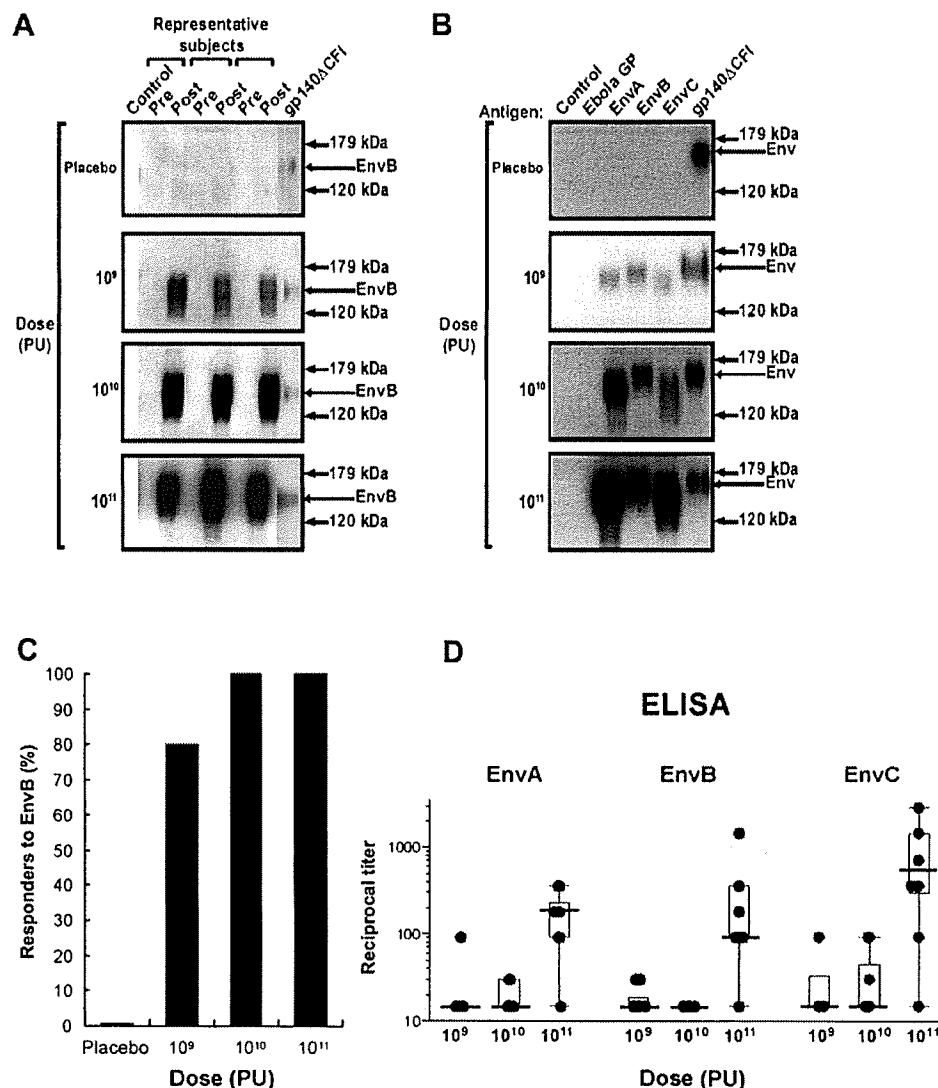 A
Representative
subjects
Control
Pre
Post
Pre
Post
Pre
Post
gp140ΔCFI
Dose
(PU)
Placebo
179 kDa
EnvB
120 kDa
10⁹
179 kDa
EnvB
120 kDa
10¹⁰
179 kDa
EnvB
120 kDa
10¹¹
179 kDa
EnvB
120 kDa
B
Antigen:
Control
Ebola GP
EnvA
EnvB
EnvC
gp140ΔCFI
Dose
(PU)
Placebo
179 kDa
Env
120 kDa
10⁹
179 kDa
Env
120 kDa
10¹⁰
179 kDa
Env
120 kDa
10¹¹
179 kDa
Env
120 kDa
C
Responders to EnvB (%)
100
90
80
70
60
50
40
30
20
10
0
Placebo 10⁹ 10¹⁰ 10¹¹
Dose (PU)
D
ELISA
EnvA EnvB EnvC
Reciprocal titer
1000
100
10
10⁹ 10¹⁰ 10¹¹ 10⁹ 10¹⁰ 10¹¹ 10⁹ 10¹⁰ 10¹¹
Dose (PU)